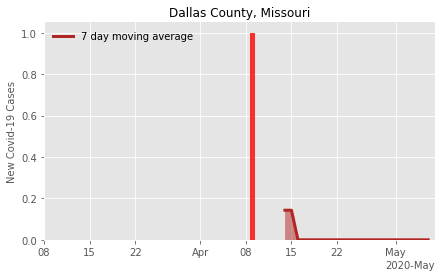 Dallas County, Missouri
7 day moving average
New Covid-19 Cases
1.0
0.8
0.6
0.4
0.2
0.0
08 15 22 Apr 08 15 22 May
2020-May